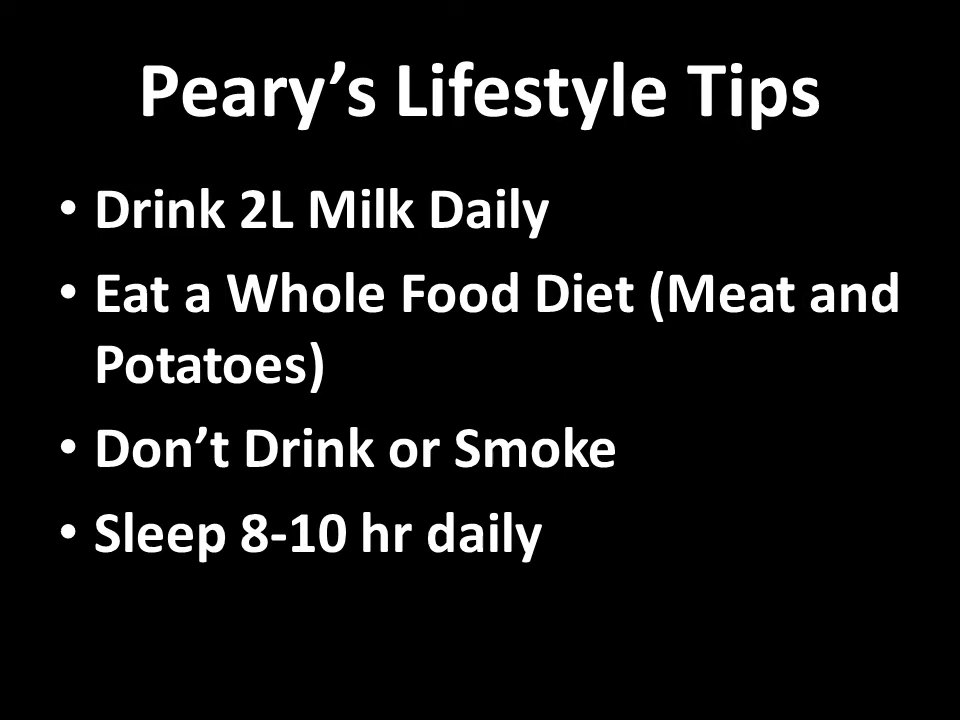 Peary’s Lifestyle Tips
• Drink 2L Milk Daily
• Eat a Whole Food Diet (Meat and
Potatoes)
• Don’t Drink or Smoke
• Sleep 8-10 hr daily